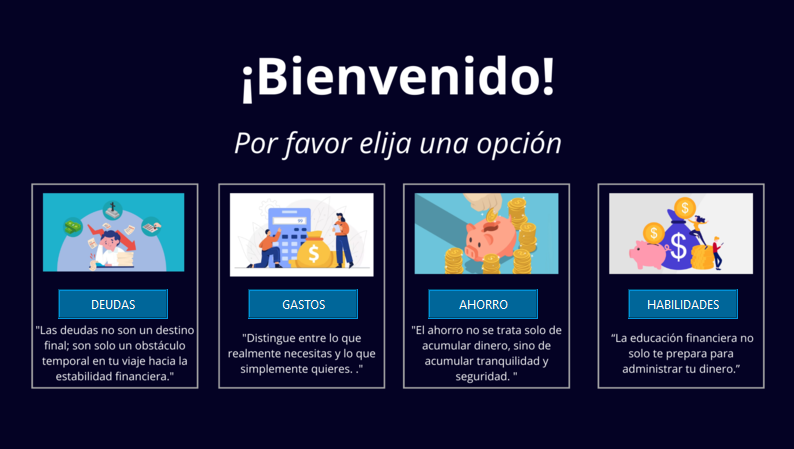 ¡Bienvenido!
Por favor elija una opción
DEUDAS
"Las deudas no son un destino
final; son solo un obstáculo
temporal en tu viaje hacia la
estabilidad financiera."
GASTOS
"Distingue entre lo que
realmente necesitas y lo que
simplemente quieres. ."
AHORRO
"El ahorro no se trata solo de
acumular dinero, sino de
acumular tranquilidad y
seguridad. "
HABILIDADES
“La educación financiera no
solo te prepara para
administrar tu dinero.”